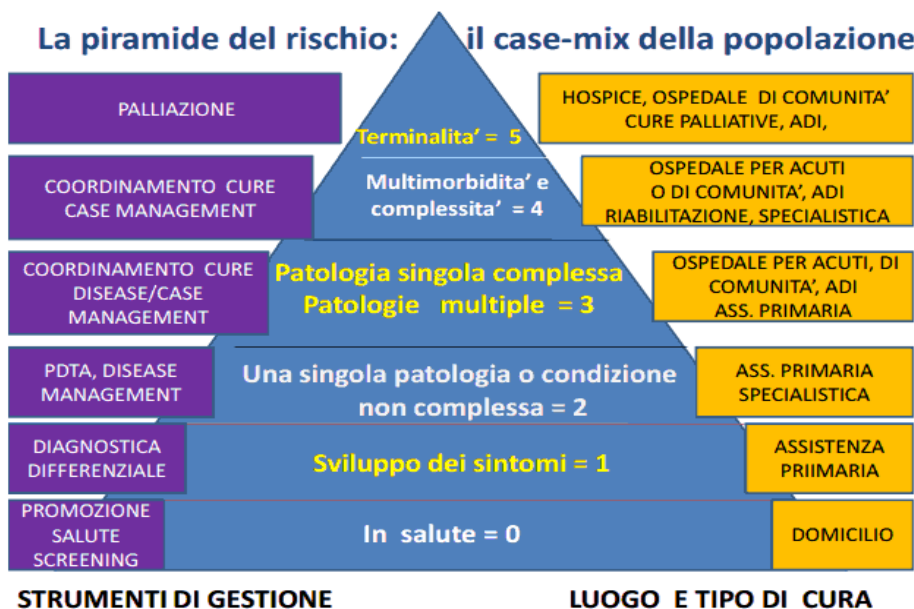 La piramide del rischio: il case-mix della popolazione
PALLIAZIONE
Terminalita' = 5
HOSPICE, OSPEDALE DI COMUNITA'
CURE PALLIATIVE, ADI,
COORDINAMENTO CURE
CASE MANAGEMENT
Multimorbidita' e
complessita' = 4
OSPEDALE PER ACUTI
O DI COMUNITA', ADI
RIABILITAZIONE, SPECIALISTICA
COORDINAMENTO CURE
DISEASE/CASE
MANAGEMENT
Patologia singola complessa
Patologie multiple = 3
OSPEDALE PER ACUTI, DI
COMUNITA', ADI
ASS. PRIMARIA
PDTA, DISEASE
MANAGEMENT
Una singola patologia o condizione
non complessa = 2
ASS. PRIMARIA
SPECIALISTICA
DIAGNOSTICA
DIFFERENZIALE
Sviluppo dei sintomi = 1
ASSISTENZA
PRIIMARIA
PROMOZIONE
SALUTE
SCREENING
In salute = 0
DOMICILIO
STRUMENTI DI GESTIONE
LUOGO E TIPO DI CURA